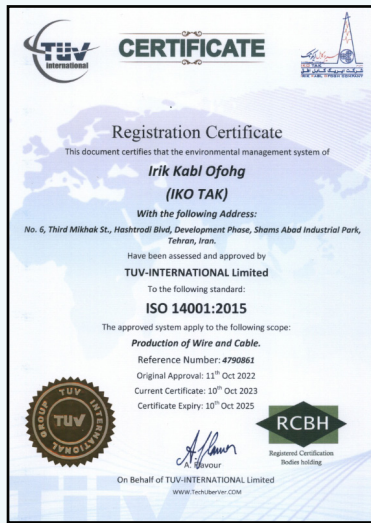 TÜV
International
CERTIFICATE
Registration Certificate
This document certifies that the environmental management system of
Irik Kabl Ofohg
(IKO TAK)
With the following Address:
No. 6, Third Mikhak St., Hashtrodi Blvd, Development Phase, Shams Abad Industrial Park,
Tehran, Iran.
Have been assessed and approved by
TUV-INTERNATIONAL Limited
To the following standard:
ISO 14001:2015
The approved system apply to the following scope:
Production of Wire and Cable.
Reference Number: 4790861
Original Approval: 11th Oct 2022
Current Certificate: 10th Oct 2023
Certificate Expiry: 10th Oct 2025
TUV INTERNATIONAL GROUP
TUV
RCBH
Registered Certification
Bodies holding
A. Flavour
On Behalf of TUV-INTERNATIONAL Limited
WWW.TechUberVer.COM